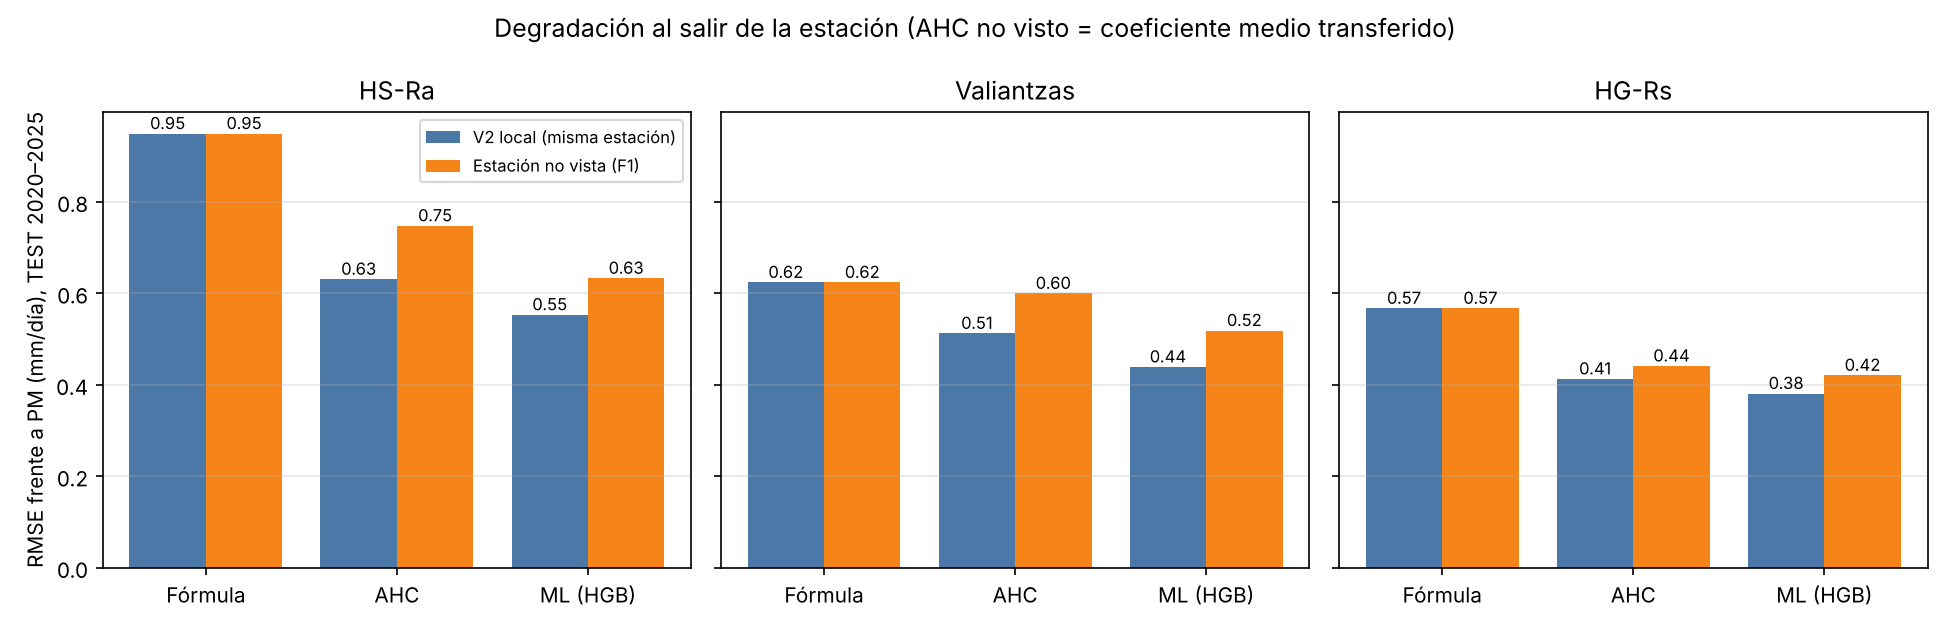 Degradación al salir de la estación (AHC no visto = coeficiente medio transferido)
RMSE frente a PM (mm/día), TEST 2020–2025
0.8
0.6
0.4
0.2
0.0
HS-Ra
V2 local (misma estación)
Estación no vista (F1)
0.95
0.95
0.63
0.75
0.55
0.63
Fórmula
AHC
ML (HGB)
Valiantzas
0.62
0.62
0.51
0.60
0.44
0.52
Fórmula
AHC
ML (HGB)
HG-Rs
0.57
0.57
0.41
0.44
0.38
0.42
Fórmula
AHC
ML (HGB)